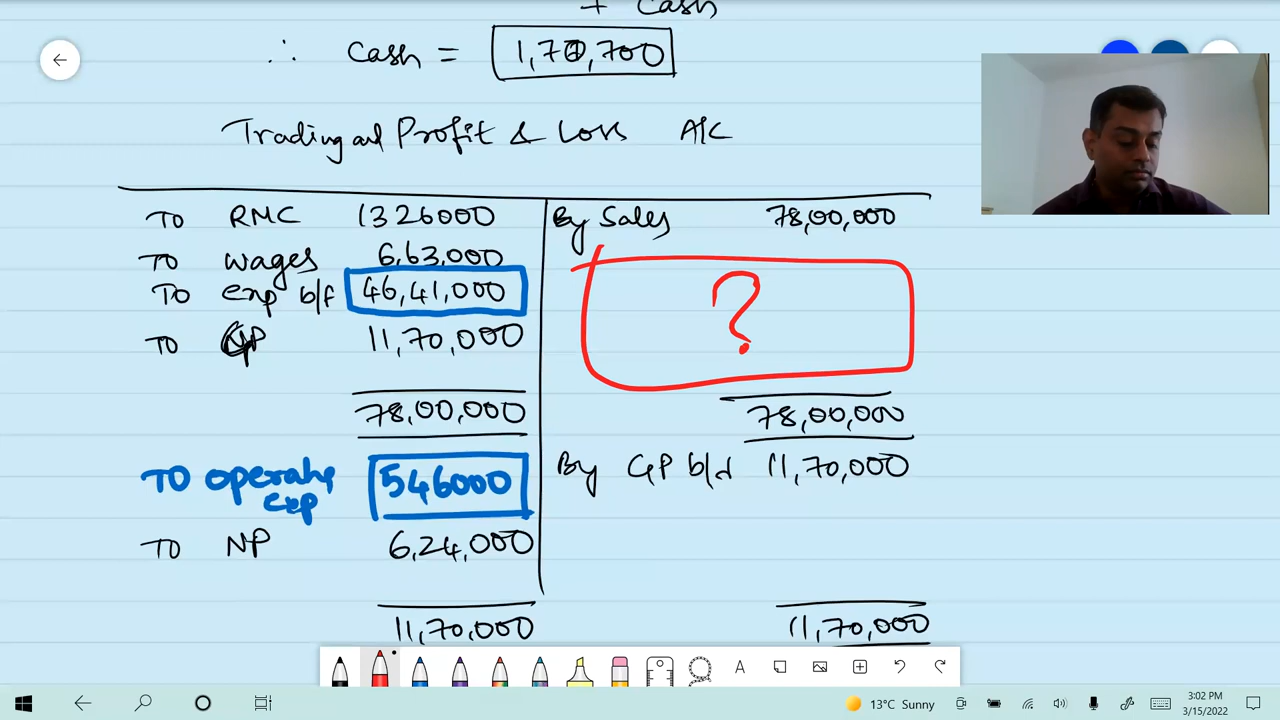 + Cash
∴ Cash = 1,70,700
Trading and Profit & Loss A/C
To RMC 1326000 By Sales 78,00,000
To wages 6,63,000
To exp b/f 46,41,000 ?
To GP 11,70,000
78,00,000 78,00,000
To operating exp 546000 By GP b/d 11,70,000
To NP 6,24,000
11,70,000 11,70,000
A
13°C Sunny
3:02 PM
3/15/2022